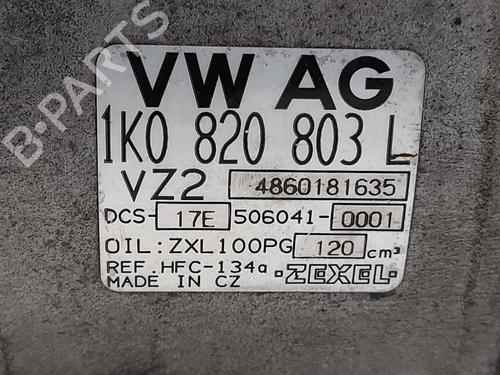 B-PARTS
VW AG
1K0 820 803 L
VZ2 4860181635
DCS-17E 506041-0001
OIL:ZXL100PG 120 cm³
REF.HFC-134a ·ZEXEL·
MADE IN CZ